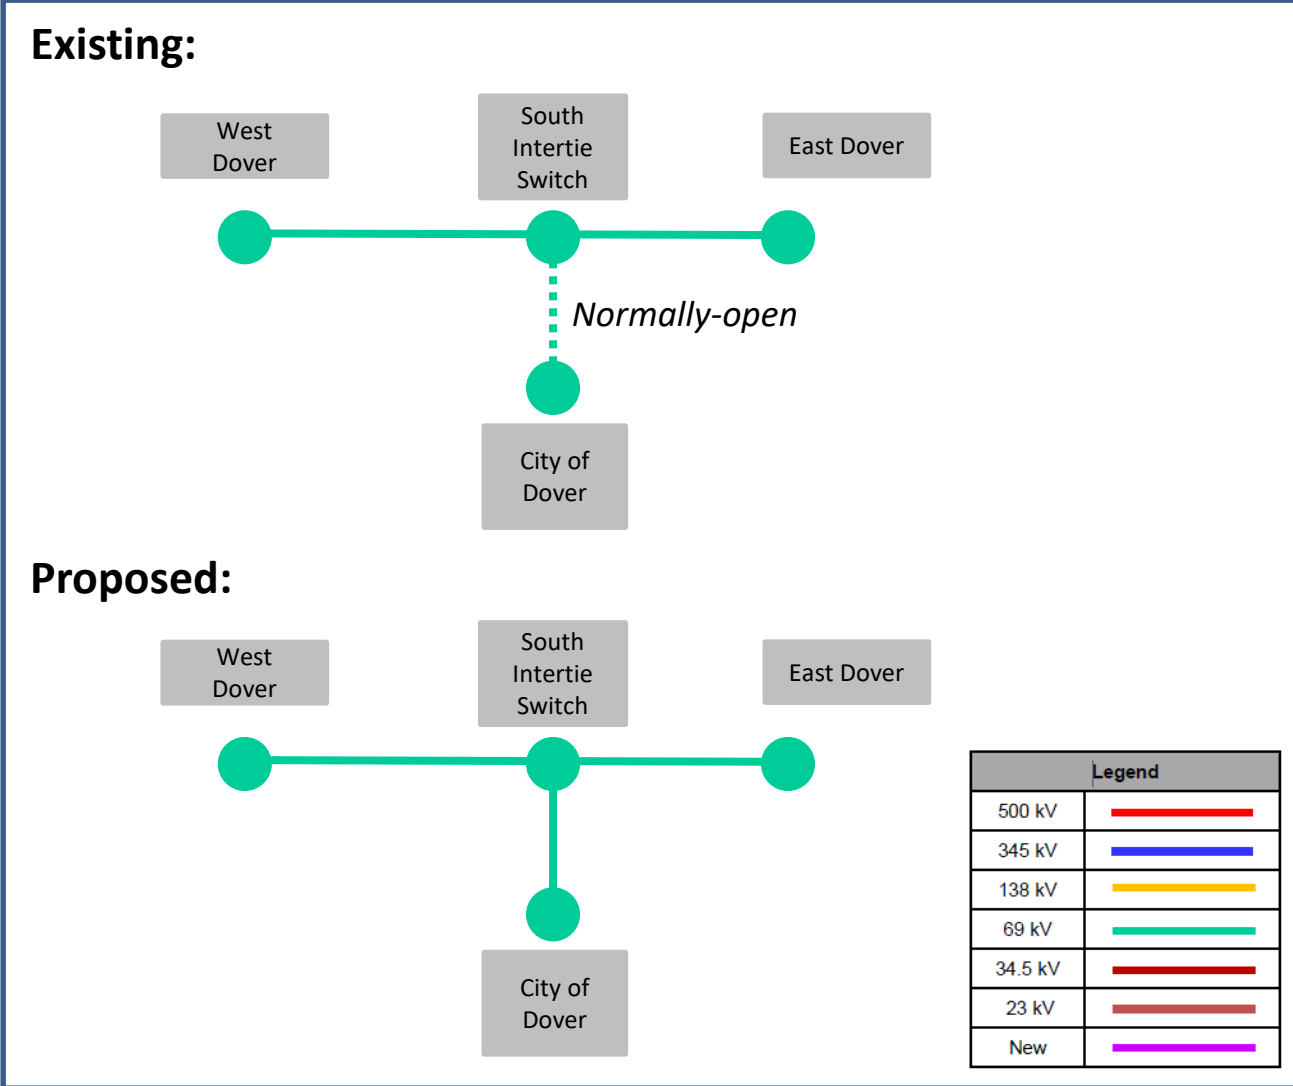 Existing:
West
Dover
South
Intertie
Switch
East Dover
Normally-open
City of
Dover
Proposed:
West
Dover
South
Intertie
Switch
East Dover
City of
Dover
Legend
500 kV
345 kV
138 kV
69 kV
34.5 kV
23 kV
New